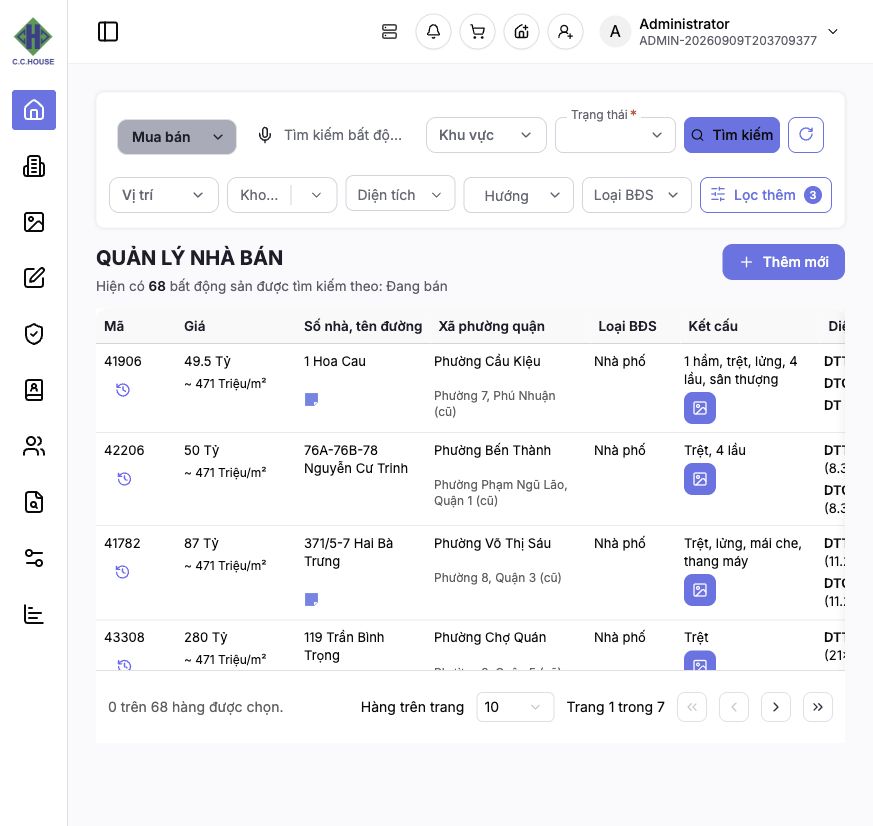 C.C.HOUSE
A
Administrator
ADMIN-20260909T203709377
Mua bán
Tìm kiếm bất độ...
Khu vực
Trạng thái *
Tìm kiếm
Vị trí
Kho...
Diện tích
Hướng
Loại BĐS
Lọc thêm 3
QUẢN LÝ NHÀ BÁN
Hiện có 68 bất động sản được tìm kiếm theo: Đang bán
+ Thêm mới
Mã Giá Số nhà, tên đường Xã phường quận Loại BĐS Kết cấu
41906 49.5 Tỷ 1 Hoa Cau Phường Cầu Kiệu Nhà phố 1 hầm, trệt, lửng, 4
~ 471 Triệu/m² lầu, sân thượng
Phường 7, Phú Nhuận DT
(cũ)
42206 50 Tỷ 76A-76B-78 Phường Bến Thành Nhà phố Trệt, 4 lầu
~ 471 Triệu/m² Nguyễn Cư Trinh
Phường Phạm Ngũ Lão,
Quận 1 (cũ)
41782 87 Tỷ 371/5-7 Hai Bà Phường Võ Thị Sáu Nhà phố Trệt, lửng, mái che,
~ 471 Triệu/m² Trưng thang máy
Phường 8, Quận 3 (cũ)
43308 280 Tỷ 119 Trần Bình Phường Chợ Quán Nhà phố Trệt
~ 471 Triệu/m² Trọng
0 trên 68 hàng được chọn.
Hàng trên trang 10 Trang 1 trong 7